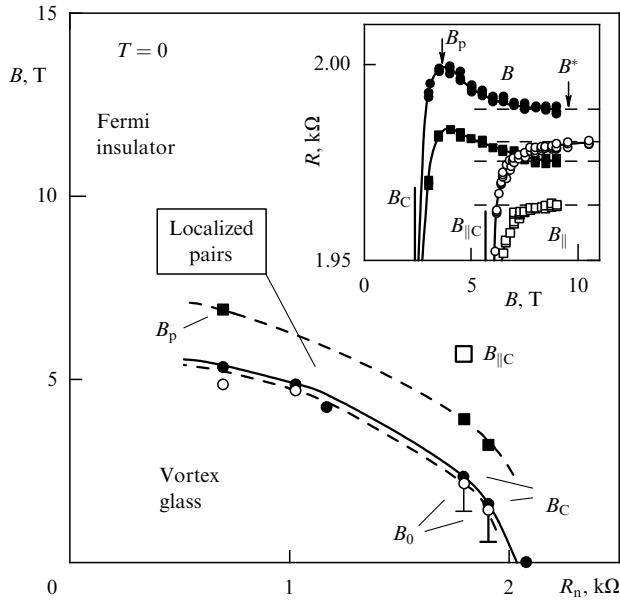 15
B, T
T = 0
Fermi
insulator
10
Localized
pairs
B_p
5
Vortex
glass
B_0
B_C
B_∥C
0
1
2
R_n, kΩ
B_p
B
B*
2.00
R, kΩ
B_C
B_∥C
B_∥
1.95
0
5
10
B, T